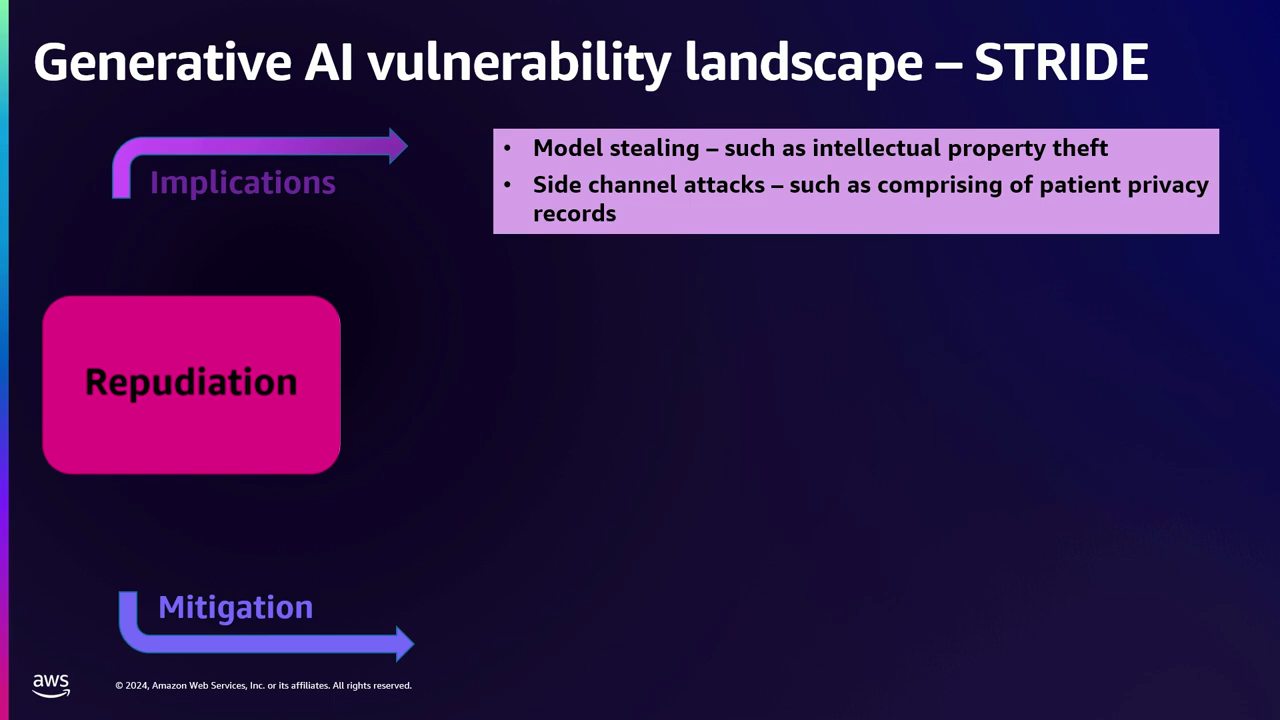 Generative AI vulnerability landscape – STRIDE
Implications
• Model stealing – such as intellectual property theft
• Side channel attacks – such as comprising of patient privacy
records
Repudiation
Mitigation
aws
© 2024, Amazon Web Services, Inc. or its affiliates. All rights reserved.